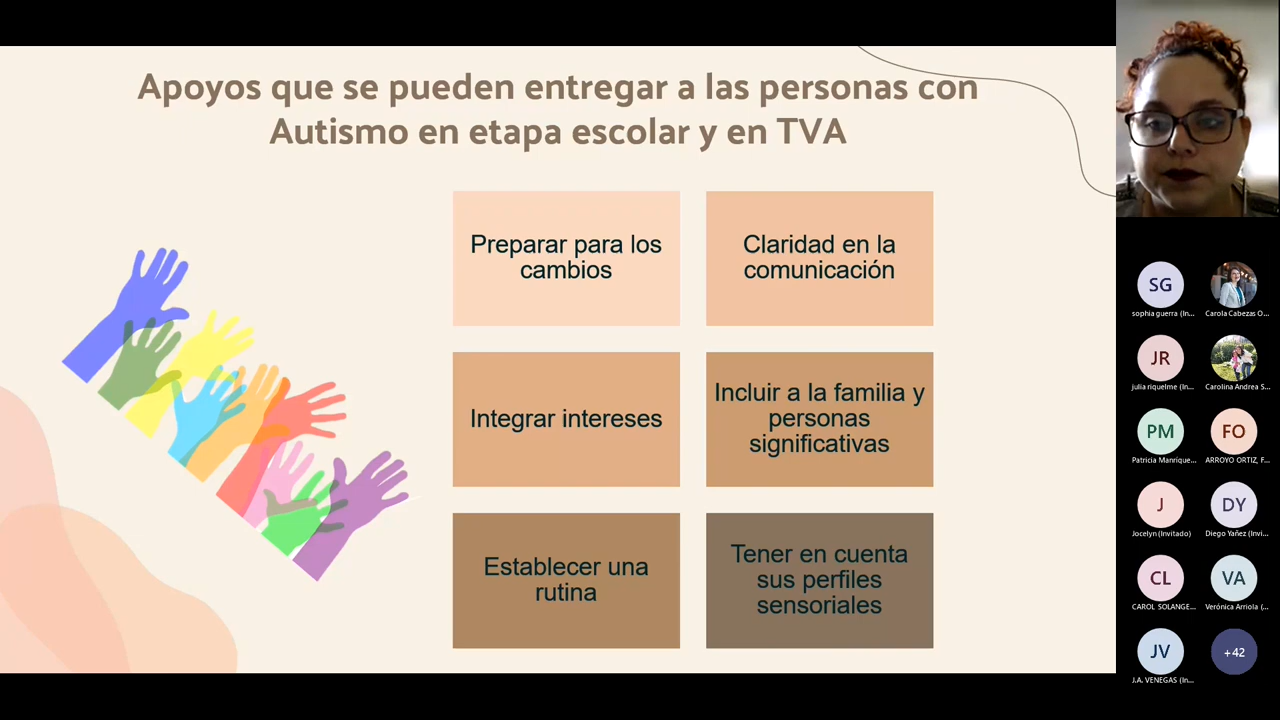 Apoyos que se pueden entregar a las personas con
Autismo en etapa escolar y en TVA
Preparar para los
cambios
Claridad en la
comunicación
Integrar intereses
Incluir a la familia y
personas
significativas
Establecer una
rutina
Tener en cuenta
sus perfiles
sensoriales
SG
sophia guerra (In...
Carola Cabezas O...
JR
julia riquelme (In...
Carolina Andrea S...
PM
Patricia Manrique...
FO
ARROYO ORTIZ, F...
J
Jocelyn (Invitado)
DY
Diego Yañez (Invi...
CL
CAROL SOLANGE...
VA
Verónica Arriola (...
JV
J.A. VENEGAS (In...
+42